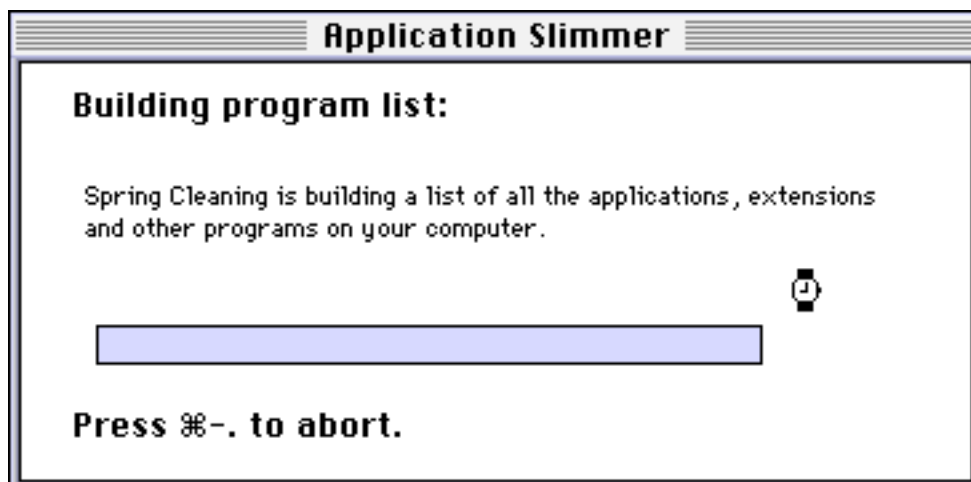 Application Slimmer
Building program list:
Spring Cleaning is building a list of all the applications, extensions
and other programs on your computer.
Press ⌘-. to abort.